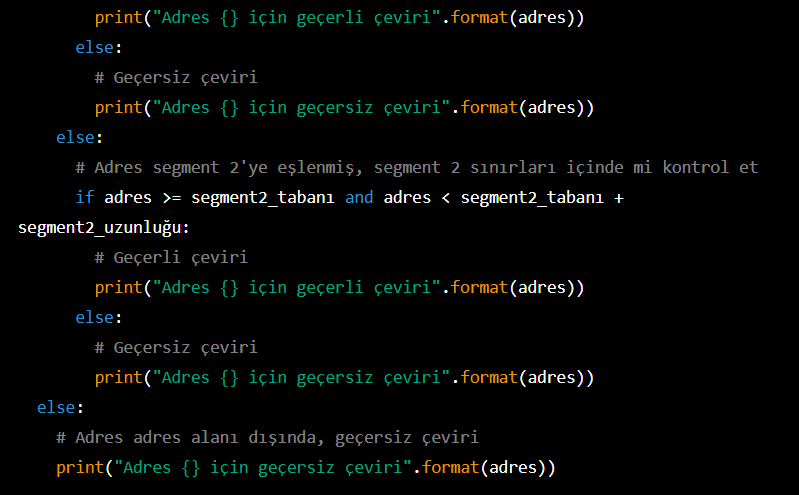 print("Adres {} için geçerli çeviri".format(adres))
else:
# Geçersiz çeviri
print("Adres {} için geçersiz çeviri".format(adres))
else:
# Adres segment 2'ye eşlenmiş, segment 2 sınırları içinde mi kontrol et
if adres >= segment2_tabanı and adres < segment2_tabanı +
segment2_uzunluğu:
# Geçerli çeviri
print("Adres {} için geçerli çeviri".format(adres))
else:
# Geçersiz çeviri
print("Adres {} için geçersiz çeviri".format(adres))
else:
# Adres adres alanı dışında, geçersiz çeviri
print("Adres {} için geçersiz çeviri".format(adres))